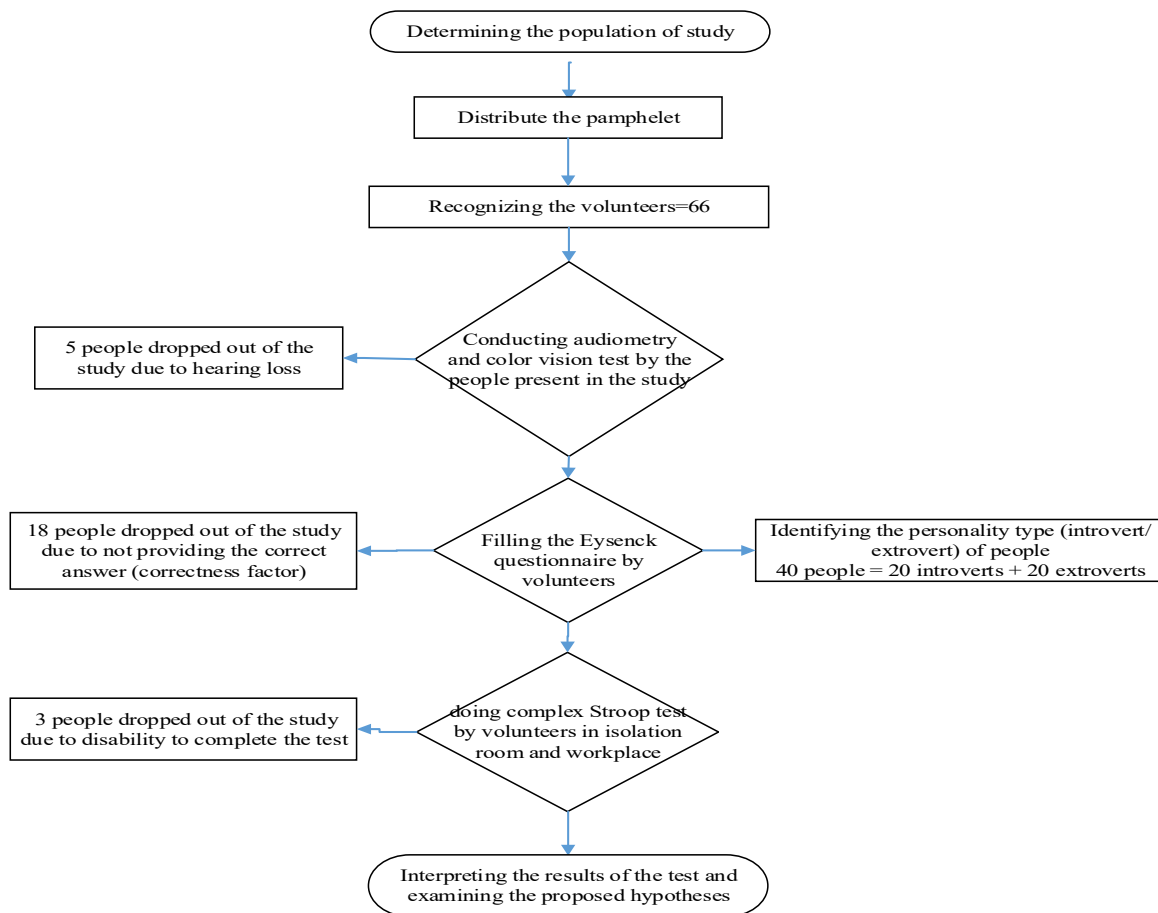 Determining the population of study
Distribute the pamphelet
Recognizing the volunteers=66
Conducting audiometry
and color vision test by the
people present in the study
5 people dropped out of the
study due to hearing loss
Filling the Eysenck
questionnaire by
volunteers
18 people dropped out of the study
due to not providing the correct
answer (correctness factor)
Identifying the personality type (introvert/
extrovert) of people
40 people = 20 introverts + 20 extroverts
doing complex Stroop test
by volunteers in isolation
room and workplace
3 people dropped out of the study
due to disability to complete the test
Interpreting the results of the test and
examining the proposed hypotheses